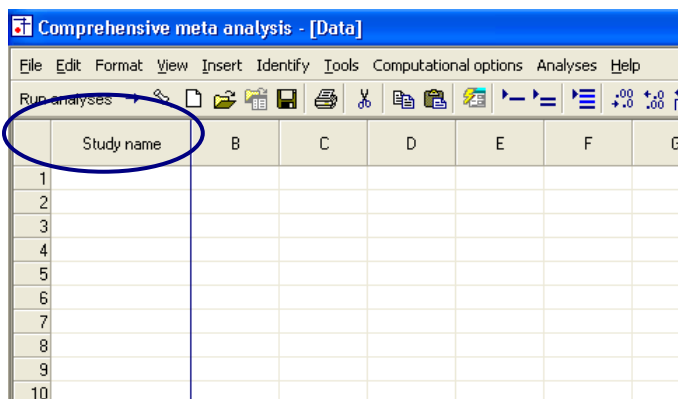 Comprehensive meta analysis - [Data]
File Edit Format View Insert Identify Tools Computational options Analyses Help
Run analyses
Study name B C D E F
1
2
3
4
5
6
7
8
9
10